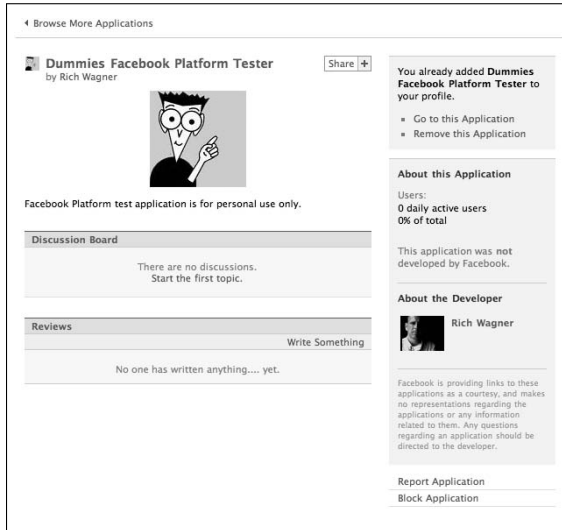 Browse More Applications
Dummies Facebook Platform Tester
by Rich Wagner
Share +
Facebook Platform test application is for personal use only.
Discussion Board
There are no discussions.
Start the first topic.
Reviews
Write Something
No one has written anything.... yet.
You already added Dummies
Facebook Platform Tester to
your profile.
Go to this Application
Remove this Application
About this Application
Users:
0 daily active users
0% of total
This application was not
developed by Facebook.
About the Developer
Rich Wagner
Facebook is providing links to these
applications as a courtesy, and makes
no representations regarding the
applications or any information
related to them. Any questions
regarding an application should be
directed to the developer.
Report Application
Block Application